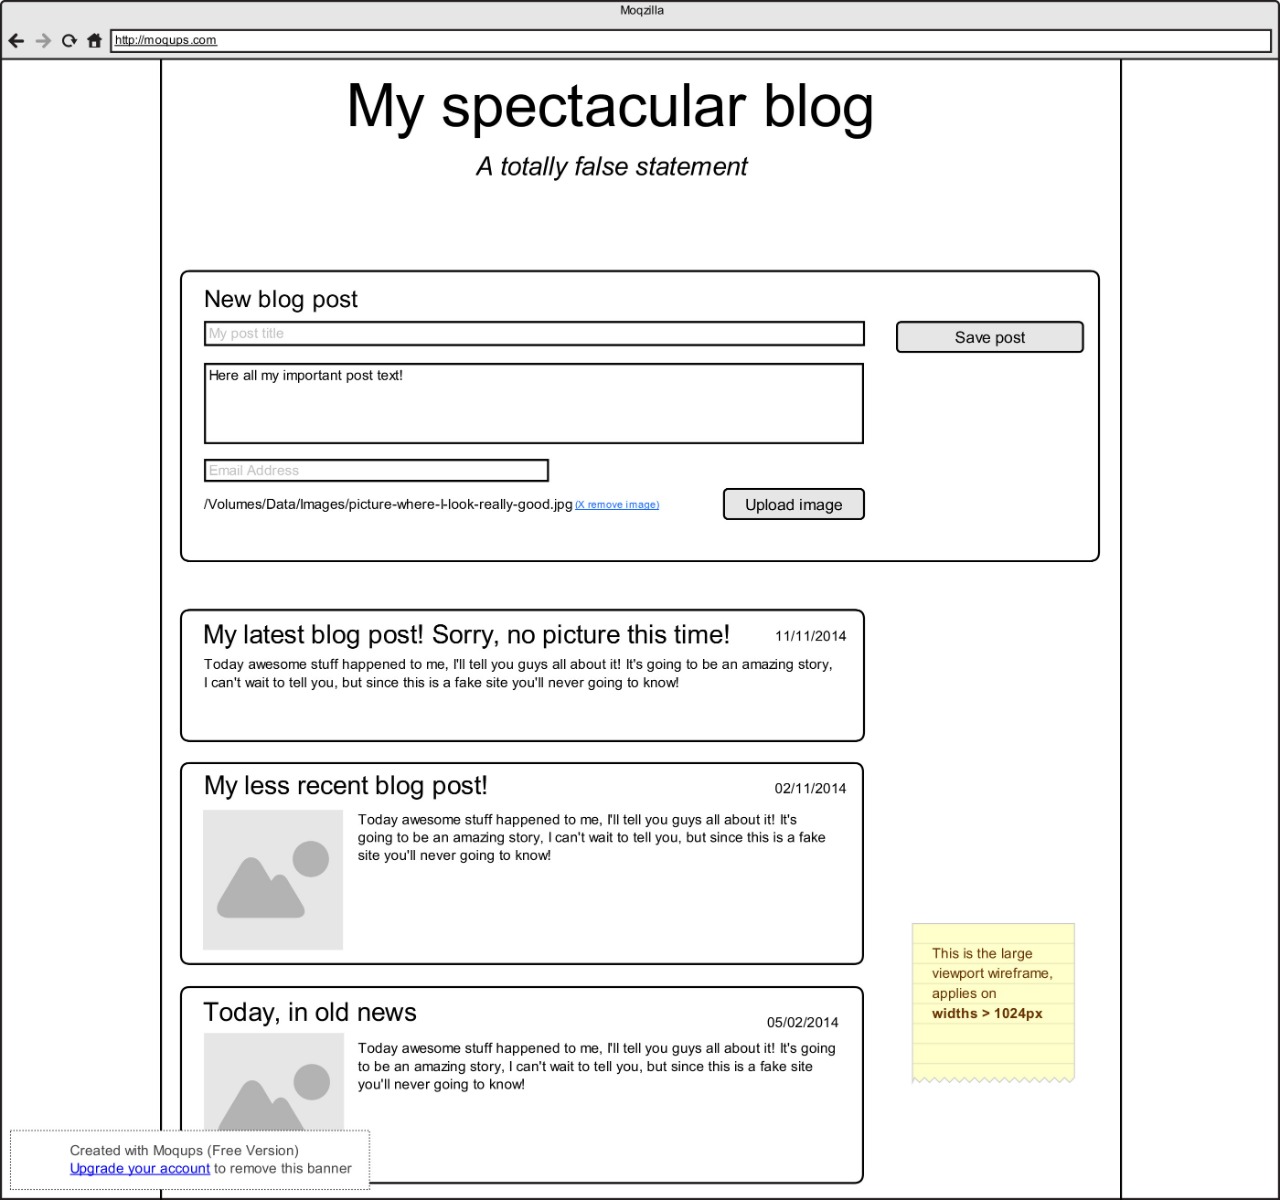 Moqzilla
http://moqups.com
My spectacular blog
A totally false statement
New blog post
My post title
Save post
Here all my important post text!
Email Address
/Volumes/Data/Images/picture-where-I-look-really-good.jpg (X remove image)
Upload image
My latest blog post! Sorry, no picture this time!
11/11/2014
Today awesome stuff happened to me, I'll tell you guys all about it! It's going to be an amazing story,
I can't wait to tell you, but since this is a fake site you'll never going to know!
My less recent blog post!
02/11/2014
Today awesome stuff happened to me, I'll tell you guys all about it! It's
going to be an amazing story, I can't wait to tell you, but since this is a fake
site you'll never going to know!
This is the large
viewport wireframe,
applies on
widths > 1024px
Today, in old news
05/02/2014
Today awesome stuff happened to me, I'll tell you guys all about it! It's going
to be an amazing story, I can't wait to tell you, but since this is a fake site
you'll never going to know!
Created with Moqups (Free Version)
Upgrade your account to remove this banner